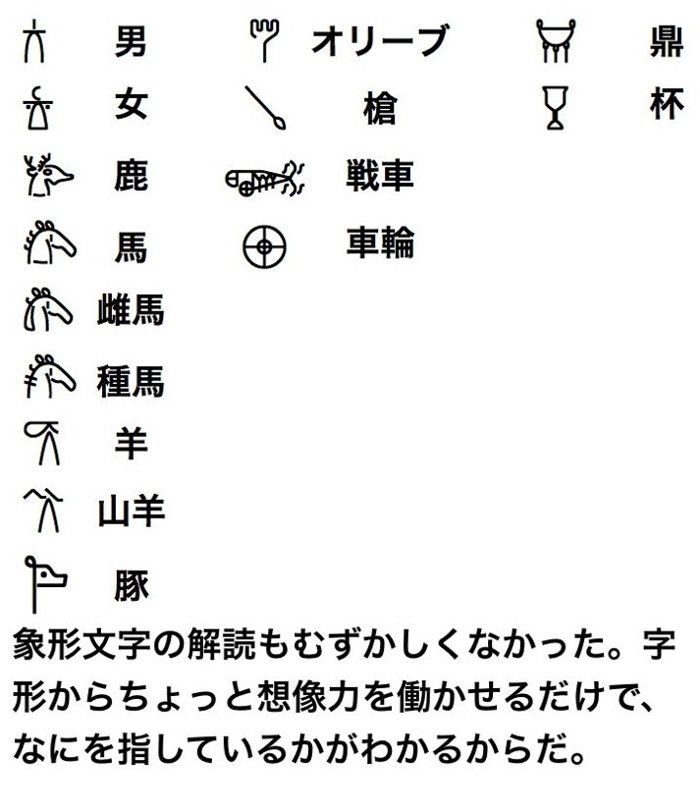 男 オリーブ 鼎
女 槍 杯
鹿 戦車
馬 車輪
雌馬
種馬
羊
山羊
豚
象形文字の解読もむずかしくなかった。字
形からちょっと想像力を働かせるだけで、
なにを指しているかがわかるからだ。